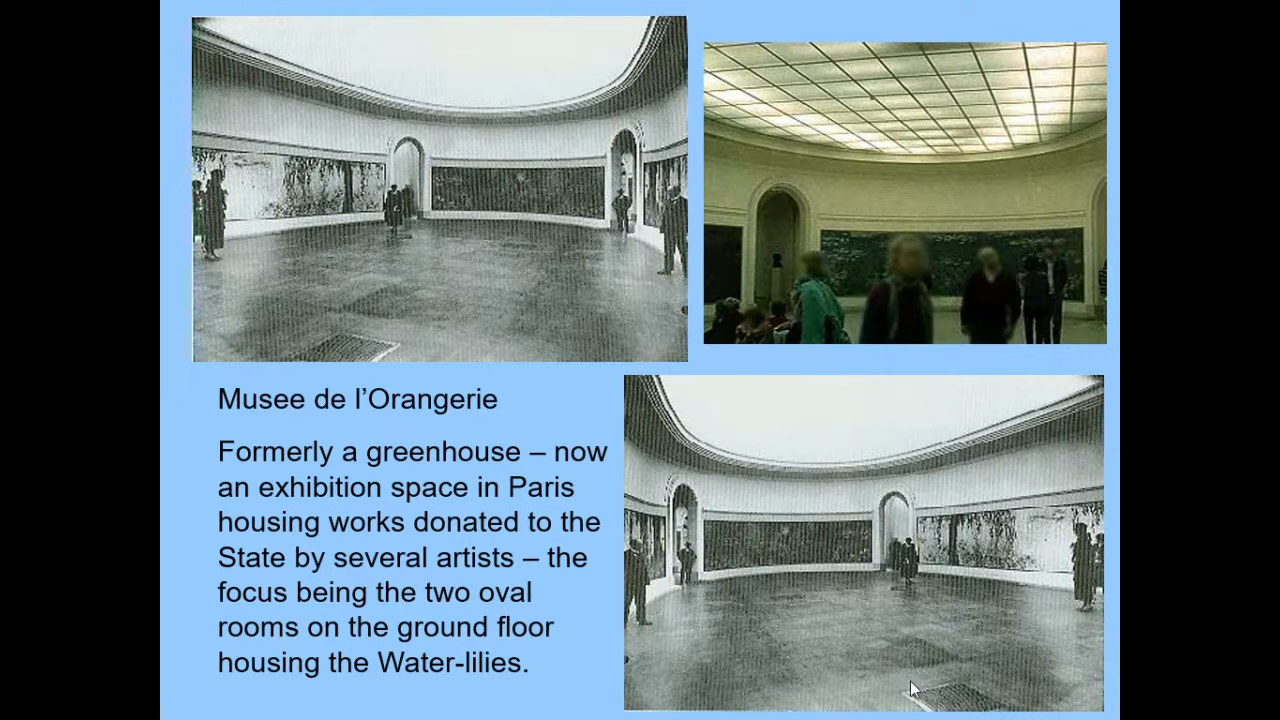 Musee de l’Orangerie
Formerly a greenhouse – now
an exhibition space in Paris
housing works donated to the
State by several artists – the
focus being the two oval
rooms on the ground floor
housing the Water-lilies.